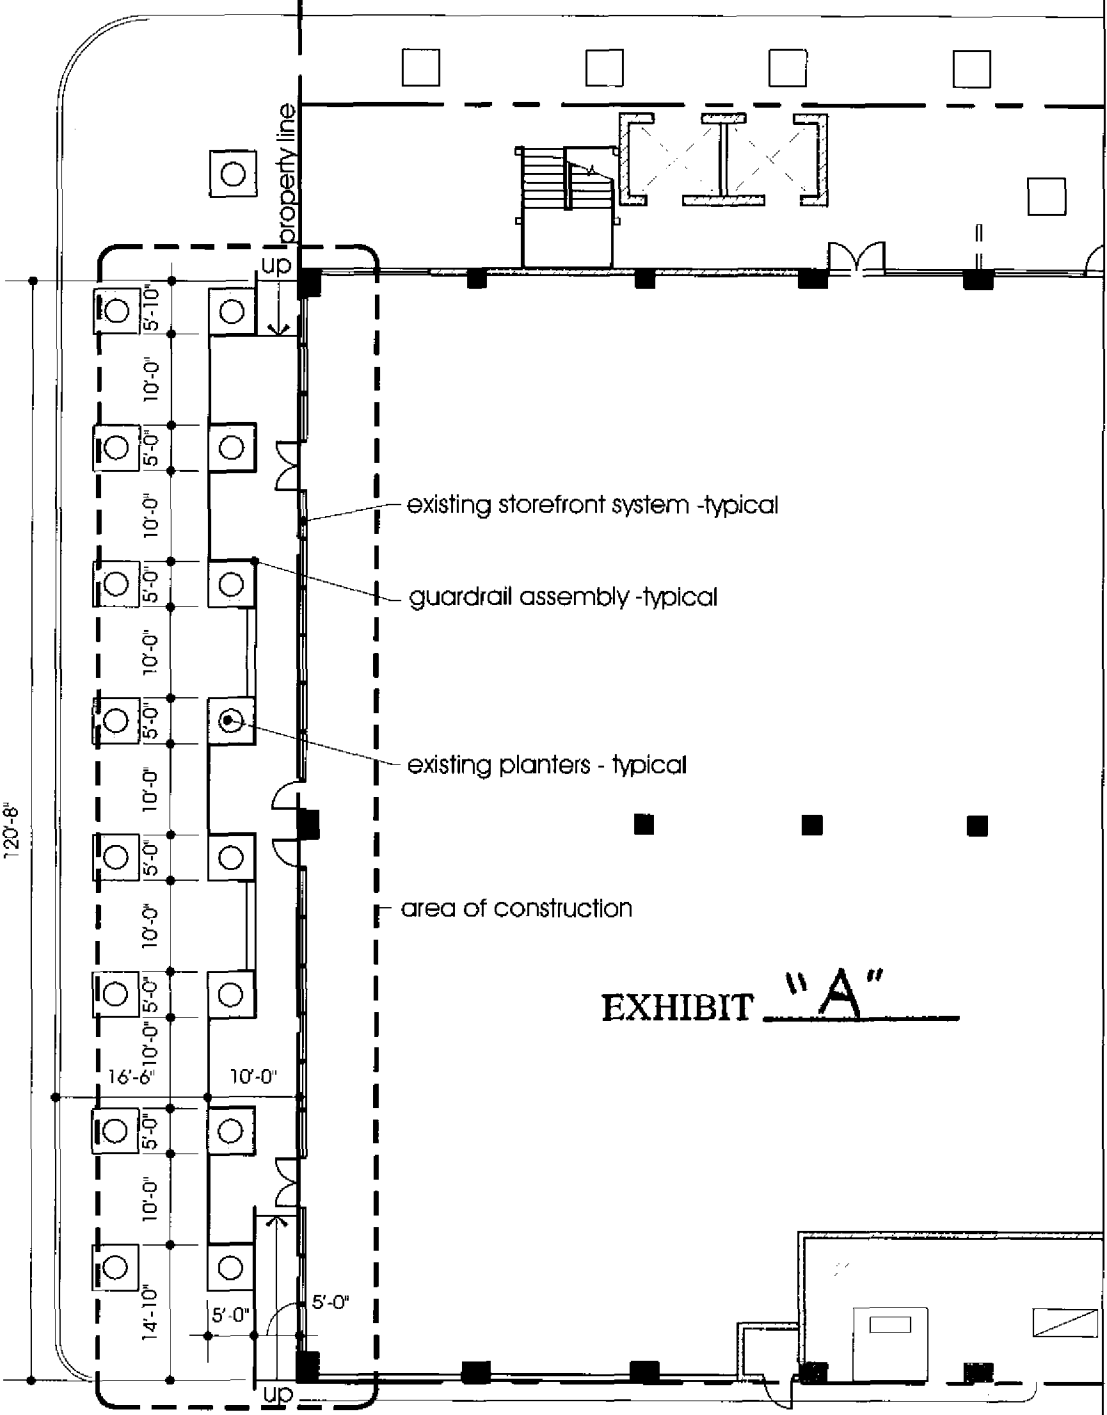 property line
up
5'-10"
10'-0"
5'-0"
10'-0"
existing storefront system -typical
5'-0"
guardrail assembly -typical
10'-0"
5'-0"
existing planters - typical
10'-0"
120'-8"
5'-0"
area of construction
10'-0"
5'-0"
EXHIBIT "A"
10'-0"
16'-6"
10'-0"
5'-0"
10'-0"
14'-10"
5'-0"
5'-0"
up